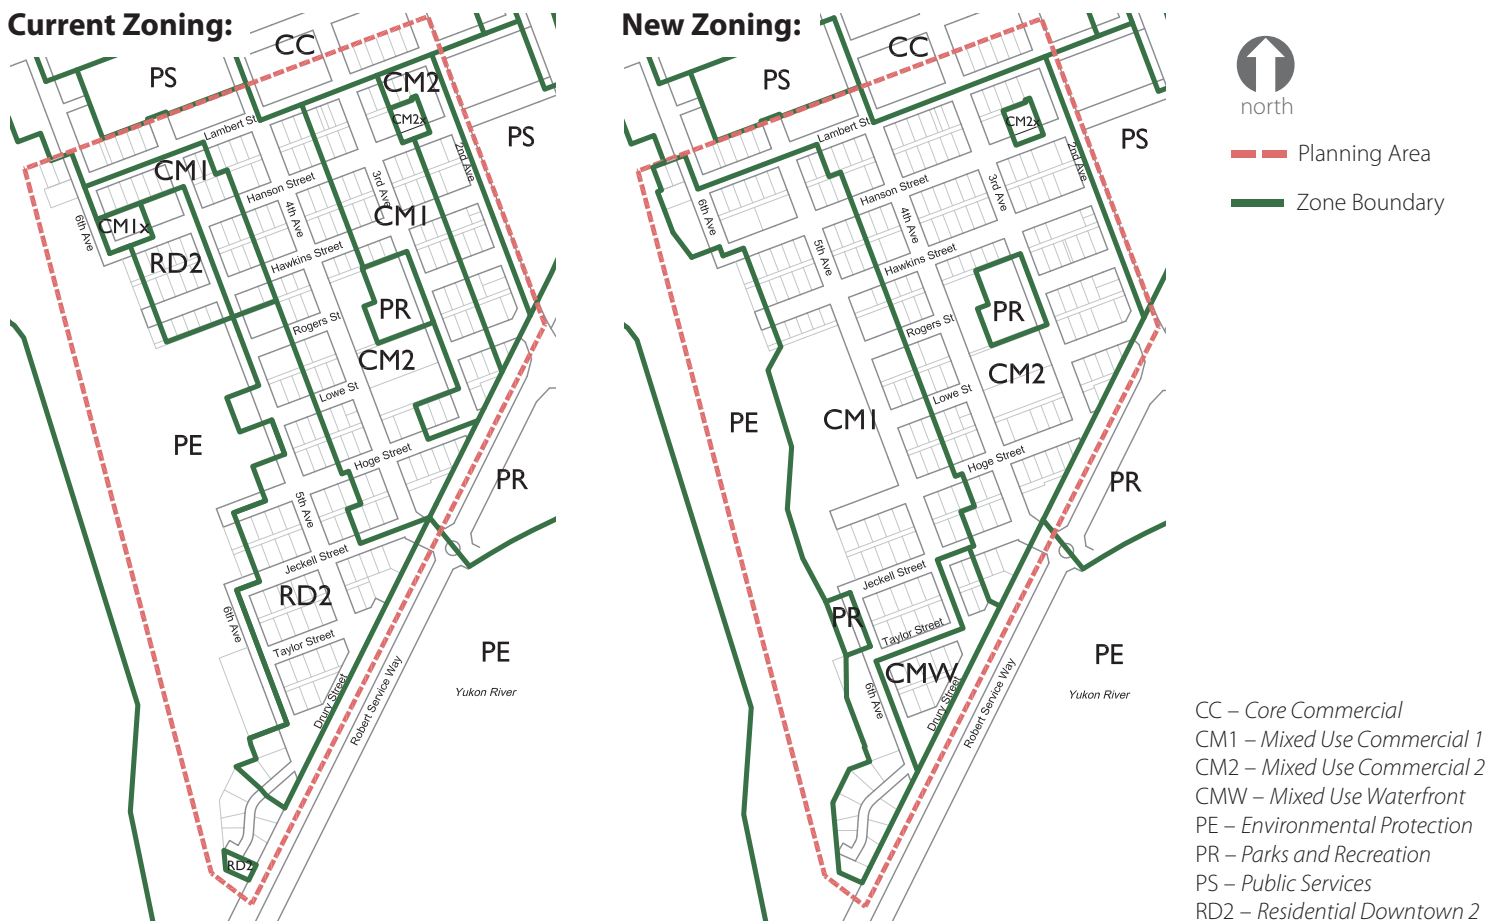 Current Zoning:
CC
PS
CM2
CM2x
PS
Lambert St
2nd Ave
CM1
Hanson Street
3rd Ave
6th Ave
CM1x
4th Ave
CM1
RD2
Hawkins Street
PR
Rogers St
CM2
Lowe St
PE
Hoge Street
PR
5th Ave
Jeckell Street
RD2
6th Ave
Taylor Street
PE
Yukon River
Drury Street
Robert Service Way
RD2
New Zoning:
CC
PS
CM2x
PS
Lambert St
2nd Ave
Hanson Street
3rd Ave
6th Ave
4th Ave
5th Ave
Hawkins Street
PR
Rogers St
CM2
Lowe St
PE
CM1
Hoge Street
PR
Jeckell Street
PR
Taylor Street
PE
CMW
6th Ave
Drury Street
Yukon River
Robert Service Way
north
Planning Area
Zone Boundary
CC – Core Commercial
CM1 – Mixed Use Commercial 1
CM2 – Mixed Use Commercial 2
CMW – Mixed Use Waterfront
PE – Environmental Protection
PR – Parks and Recreation
PS – Public Services
RD2 – Residential Downtown 2